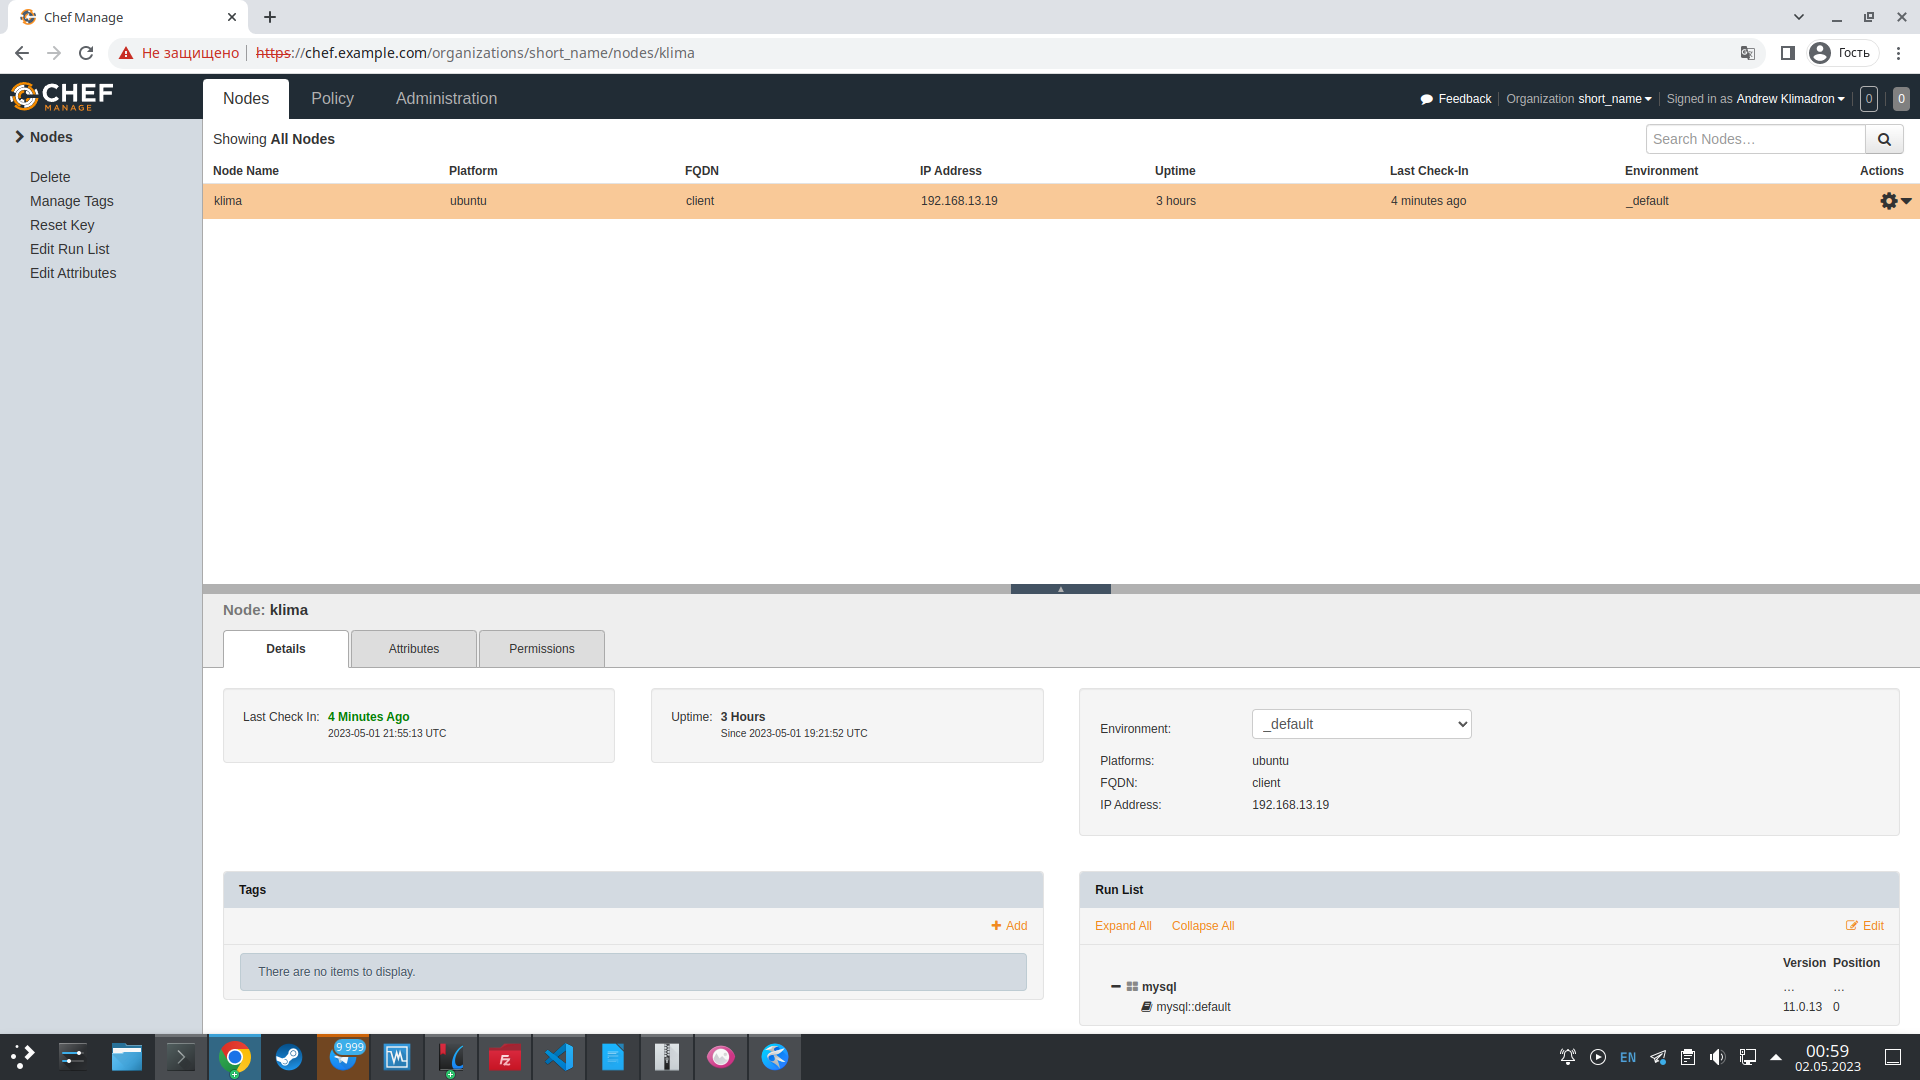 Chef Manage
Не защищено https://chef.example.com/organizations/short_name/nodes/klima Гость
CHEF
MANAGE
Nodes Policy Administration Feedback Organization short_name Signed in as Andrew Klimadron 0 0
Nodes
Delete
Manage Tags
Reset Key
Edit Run List
Edit Attributes
Showing All Nodes Search Nodes…
Node Name Platform FQDN IP Address Uptime Last Check-In Environment Actions
klima ubuntu client 192.168.13.19 3 hours 4 minutes ago _default
Node: klima
Details Attributes Permissions
Last Check In: 4 Minutes Ago
2023-05-01 21:55:13 UTC
Uptime: 3 Hours
Since 2023-05-01 19:21:52 UTC
Environment: _default
Platforms: ubuntu
FQDN: client
IP Address: 192.168.13.19
Tags
Add
There are no items to display.
Run List
Expand All Collapse All Edit
Version Position
mysql ... ...
mysql::default 11.0.13 0
9 999
FZ
EN
00:59
02.05.2023